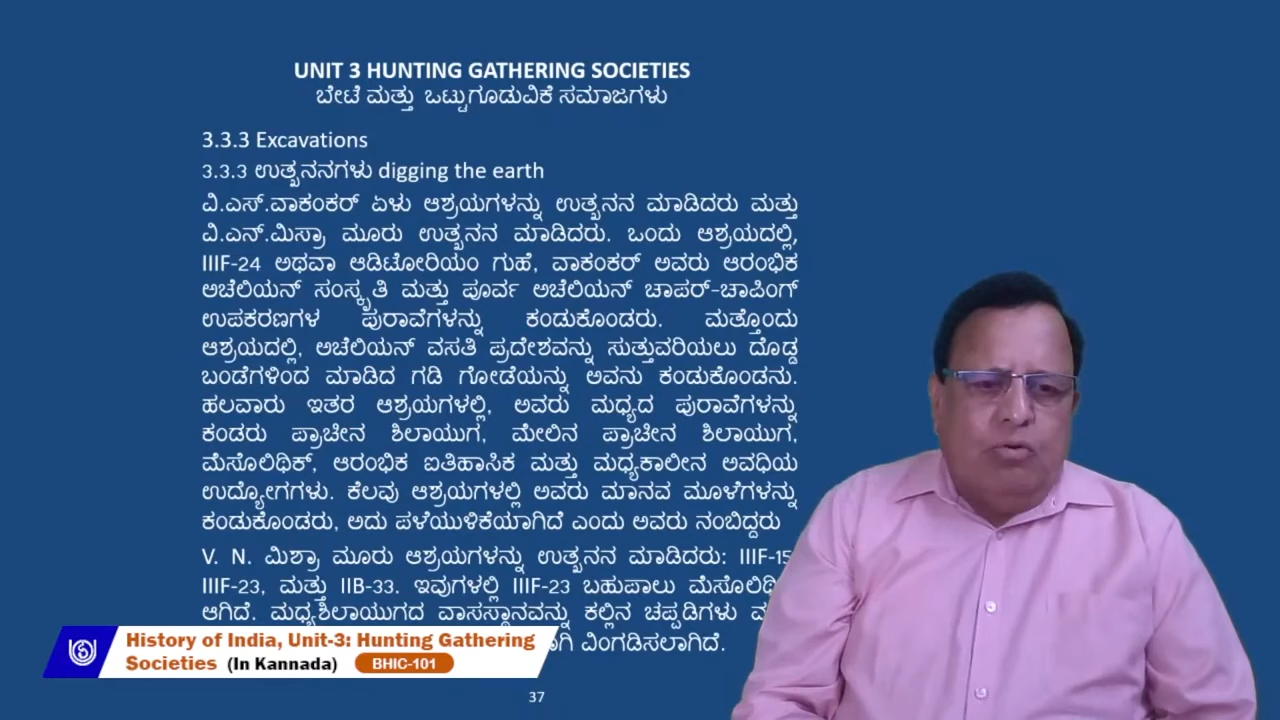 UNIT 3 HUNTING GATHERING SOCIETIES
ಬೇಟೆ ಮತ್ತು ಒಟ್ಟುಗೂಡುವಿಕೆ ಸಮಾಜಗಳು
3.3.3 Excavations
3.3.3 ಉತ್ಖನನಗಳು digging the earth
ವಿ.ಎಸ್.ವಾಕಂಕರ್ ಏಳು ಆಶ್ರಯಗಳನ್ನು ಉತ್ಖನನ ಮಾಡಿದರು ಮತ್ತು
ವಿ.ಎನ್.ಮಿಸ್ರಾ ಮೂರು ಉತ್ಖನನ ಮಾಡಿದರು. ಒಂದು ಆಶ್ರಯದಲ್ಲಿ,
IIIF-24 ಅಥವಾ ಆಡಿಟೋರಿಯಂ ಗುಹೆ, ವಾಕಂಕರ್ ಅವರು ಆರಂಭಿಕ
ಅಚೆಲಿಯನ್ ಸಂಸ್ಕೃತಿ ಮತ್ತು ಪೂರ್ವ ಅಚೆಲಿಯನ್ ಚಾಪರ್-ಚಾಪಿಂಗ್
ಉಪಕರಣಗಳ ಪುರಾವೆಗಳನ್ನು ಕಂಡುಕೊಂಡರು. ಮತ್ತೊಂದು
ಆಶ್ರಯದಲ್ಲಿ, ಅಚೆಲಿಯನ್ ವಸತಿ ಪ್ರದೇಶವನ್ನು ಸುತ್ತುವರಿಯಲು ದೊಡ್ಡ
ಬಂಡೆಗಳಿಂದ ಮಾಡಿದ ಗಡಿ ಗೋಡೆಯನ್ನು ಅವನು ಕಂಡುಕೊಂಡನು.
ಹಲವಾರು ಇತರ ಆಶ್ರಯಗಳಲ್ಲಿ, ಅವರು ಮಧ್ಯದ ಪುರಾವೆಗಳನ್ನು
ಕಂಡರು ಪ್ರಾಚೀನ ಶಿಲಾಯುಗ, ಮೇಲಿನ ಪ್ರಾಚೀನ ಶಿಲಾಯುಗ,
ಮೆಸೊಲಿಥಿಕ್, ಆರಂಭಿಕ ಐತಿಹಾಸಿಕ ಮತ್ತು ಮಧ್ಯಕಾಲೀನ ಅವಧಿಯ
ಉದ್ಯೋಗಗಳು. ಕೆಲವು ಆಶ್ರಯಗಳಲ್ಲಿ ಅವರು ಮಾನವ ಮೂಳೆಗಳನ್ನು
ಕಂಡುಕೊಂಡರು, ಅದು ಪಳೆಯುಳಿಕೆಯಾಗಿದೆ ಎಂದು ಅವರು ನಂಬಿದ್ದರು
V. N. ಮಿಶ್ರಾ ಮೂರು ಆಶ್ರಯಗಳನ್ನು ಉತ್ಖನನ ಮಾಡಿದರು: IIIF-15
IIIF-23, ಮತ್ತು IIB-33. ಇವುಗಳಲ್ಲಿ IIIF-23 ಬಹುಪಾಲು
ಆಗಿದೆ. ಮಧ್ಯಶಿಲಾಯುಗದ ವಾಸಸ್ಥಾನವನ್ನು ಕಲ್ಲಿನ ಚಪ್ಪಡಿಗಳು
ವಿಂಗಡಿಸಲಾಗಿದೆ.
History of India, Unit-3: Hunting Gathering
Societies (In Kannada) BHIC-101
37